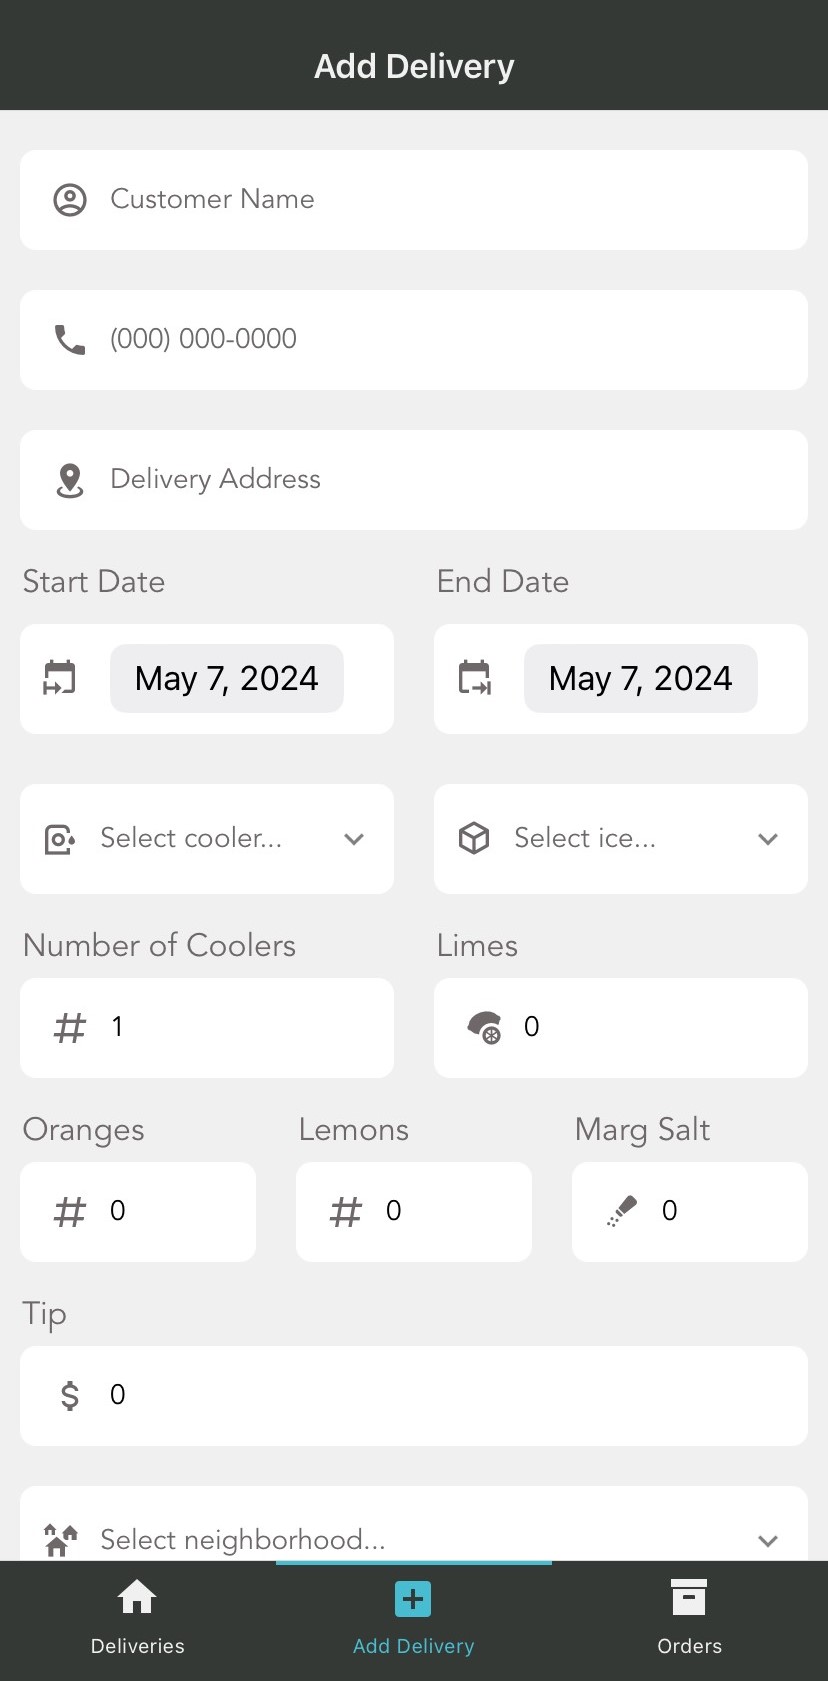 Add Delivery
Customer Name
(000) 000-0000
Delivery Address
Start Date End Date
May 7, 2024 May 7, 2024
Select cooler... Select ice...
Number of Coolers Limes
# 1 0
Oranges Lemons Marg Salt
# 0 # 0 0
Tip
$ 0
Select neighborhood...
Deliveries Add Delivery Orders